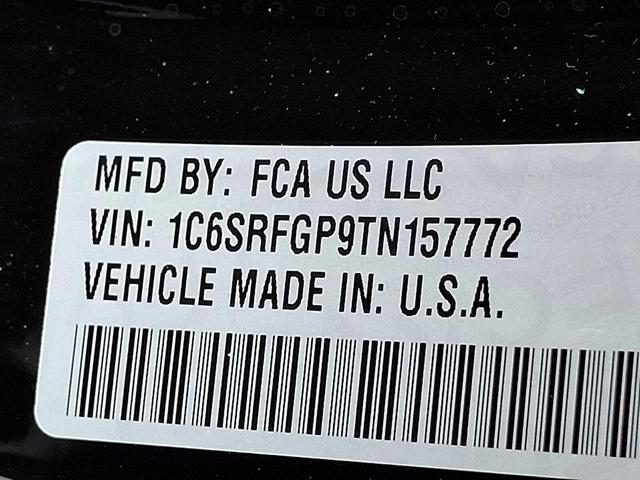 MFD BY: FCA US LLC
VIN: 1C6SRFGP9TN157772
VEHICLE MADE IN: U.S.A.